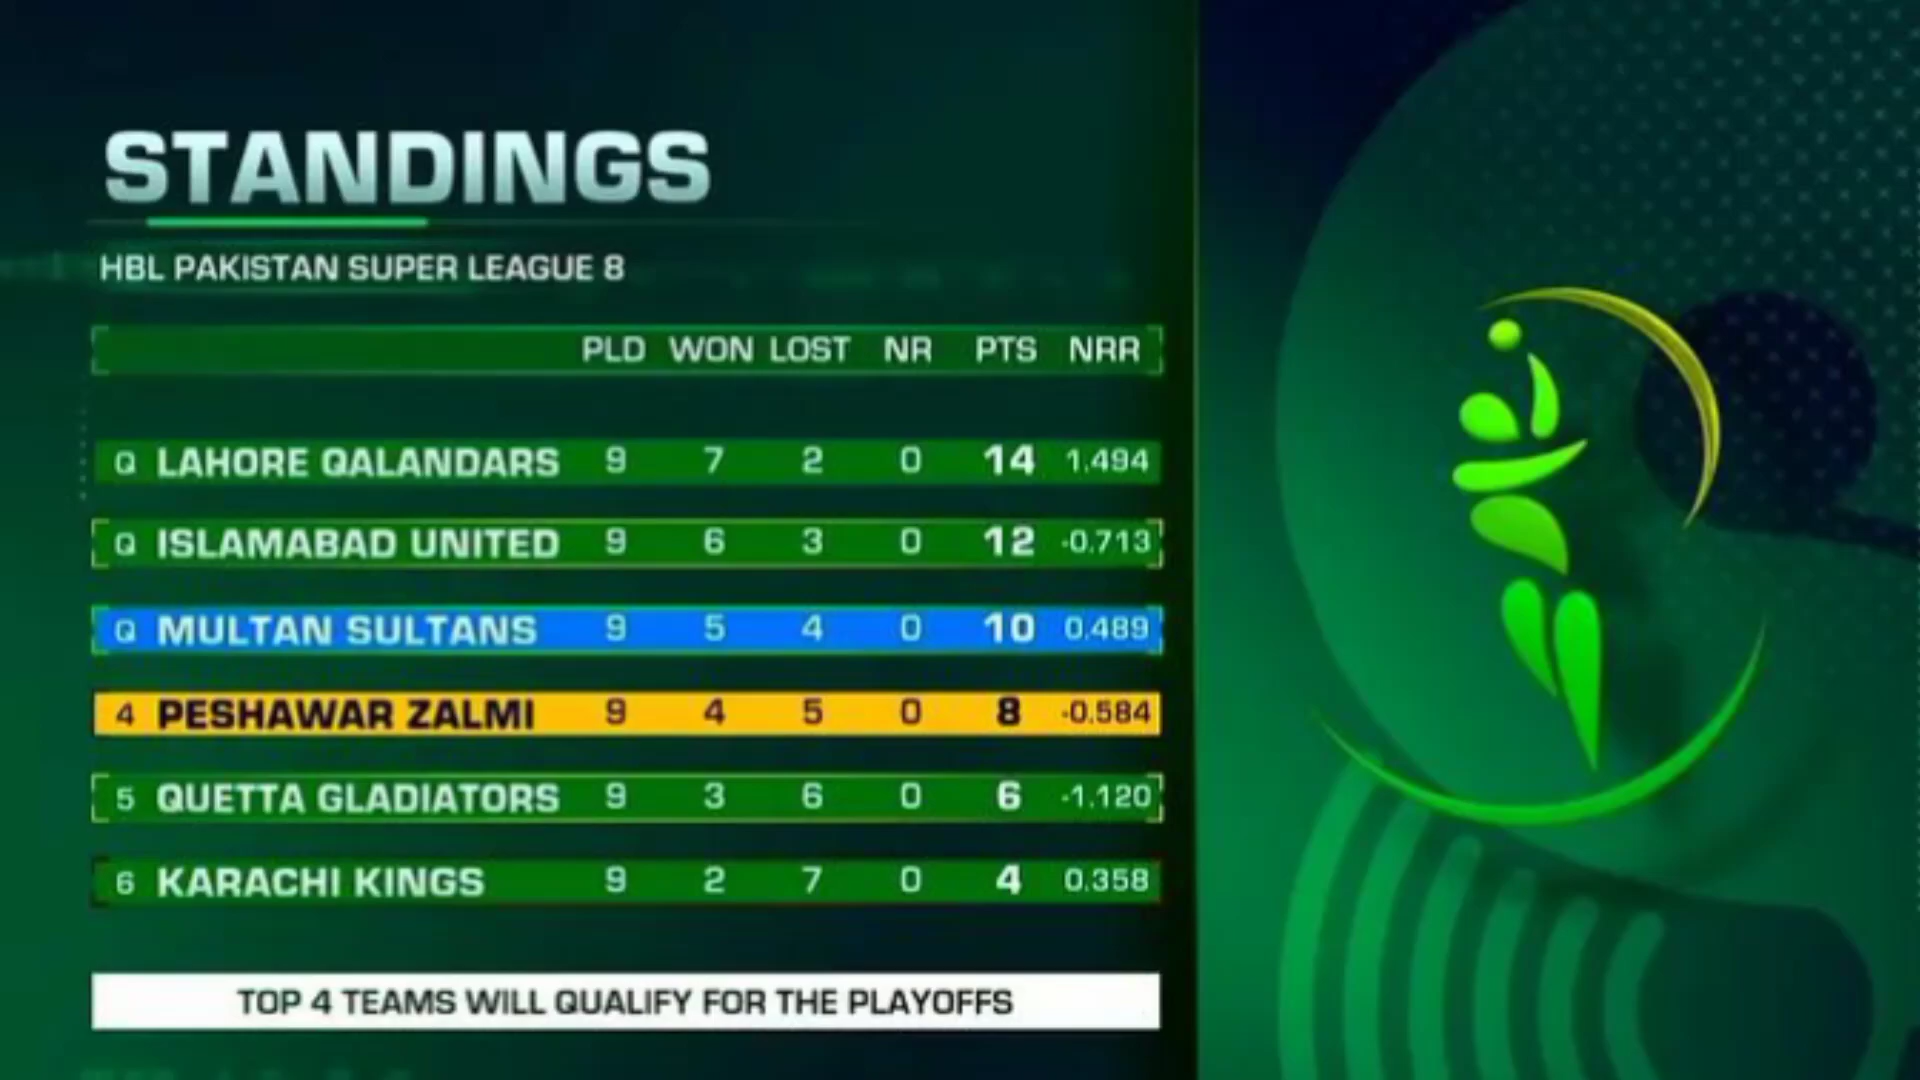 STANDINGS
HBL PAKISTAN SUPER LEAGUE 8
PLD WON LOST NR PTS NRR
Q LAHORE QALANDARS 9 7 2 0 14 1.494
Q ISLAMABAD UNITED 9 6 3 0 12 -0.713
Q MULTAN SULTANS 9 5 4 0 10 0.489
4 PESHAWAR ZALMI 9 4 5 0 8 -0.584
5 QUETTA GLADIATORS 9 3 6 0 6 -1.120
6 KARACHI KINGS 9 2 7 0 4 0.358
TOP 4 TEAMS WILL QUALIFY FOR THE PLAYOFFS